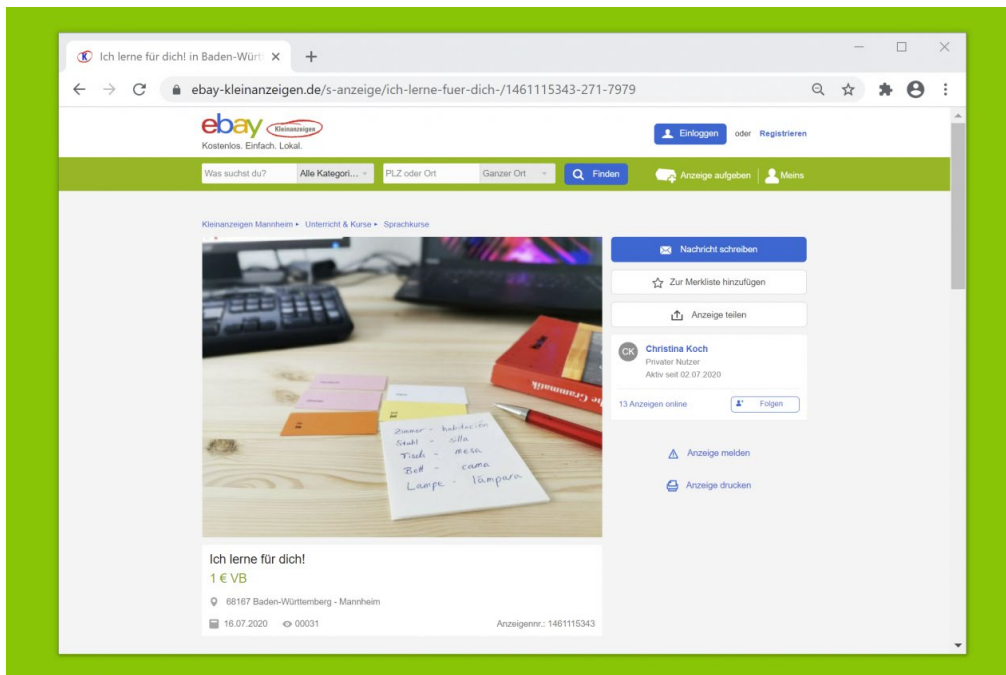 Ich lerne für dich! in Baden-Würt
ebay-kleinanzeigen.de/s-anzeige/ich-lerne-fuer-dich-/1461115343-271-7979
ebay Kleinanzeigen
Kostenlos. Einfach. Lokal.
Einloggen oder Registrieren
Was suchst du? Alle Kategori... PLZ oder Ort Ganzer Ort Finden Anzeige aufgeben Meins
Kleinanzeigen Mannheim Unterricht & Kurse Sprachkurse
Nachricht schreiben
Zur Merkliste hinzufügen
Anzeige teilen
CK Christina Koch
Privater Nutzer
Aktiv seit 02.07.2020
13 Anzeigen online Folgen
Anzeige melden
Anzeige drucken
Grammatik
Zimmer - habitación
Stuhl - silla
Tisch - mesa
Bett - cama
Lampe - lámpara
Ich lerne für dich!
1 € VB
68167 Baden-Württemberg - Mannheim
16.07.2020 00031 Anzeigennr.: 1461115343